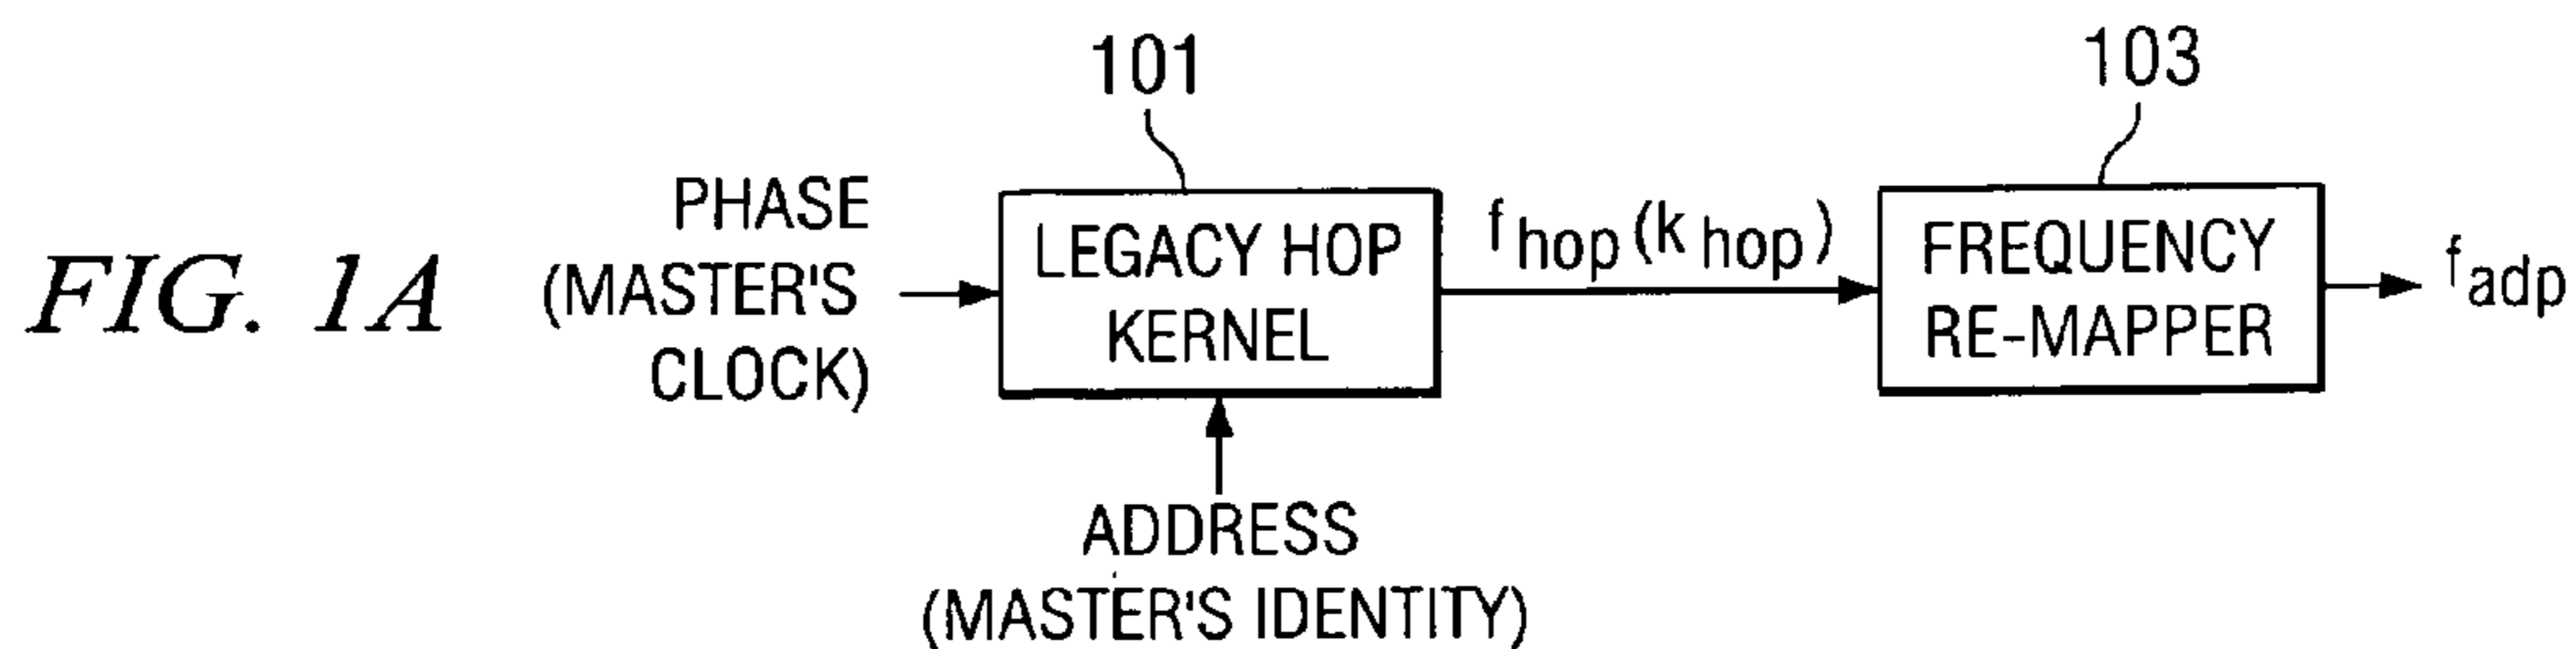 FIG. 1A
PHASE
(MASTER'S
CLOCK)
101
LEGACY HOP
KERNEL
ADDRESS
(MASTER'S IDENTITY)
f hop (k hop)
103
FREQUENCY
RE-MAPPER
f adp